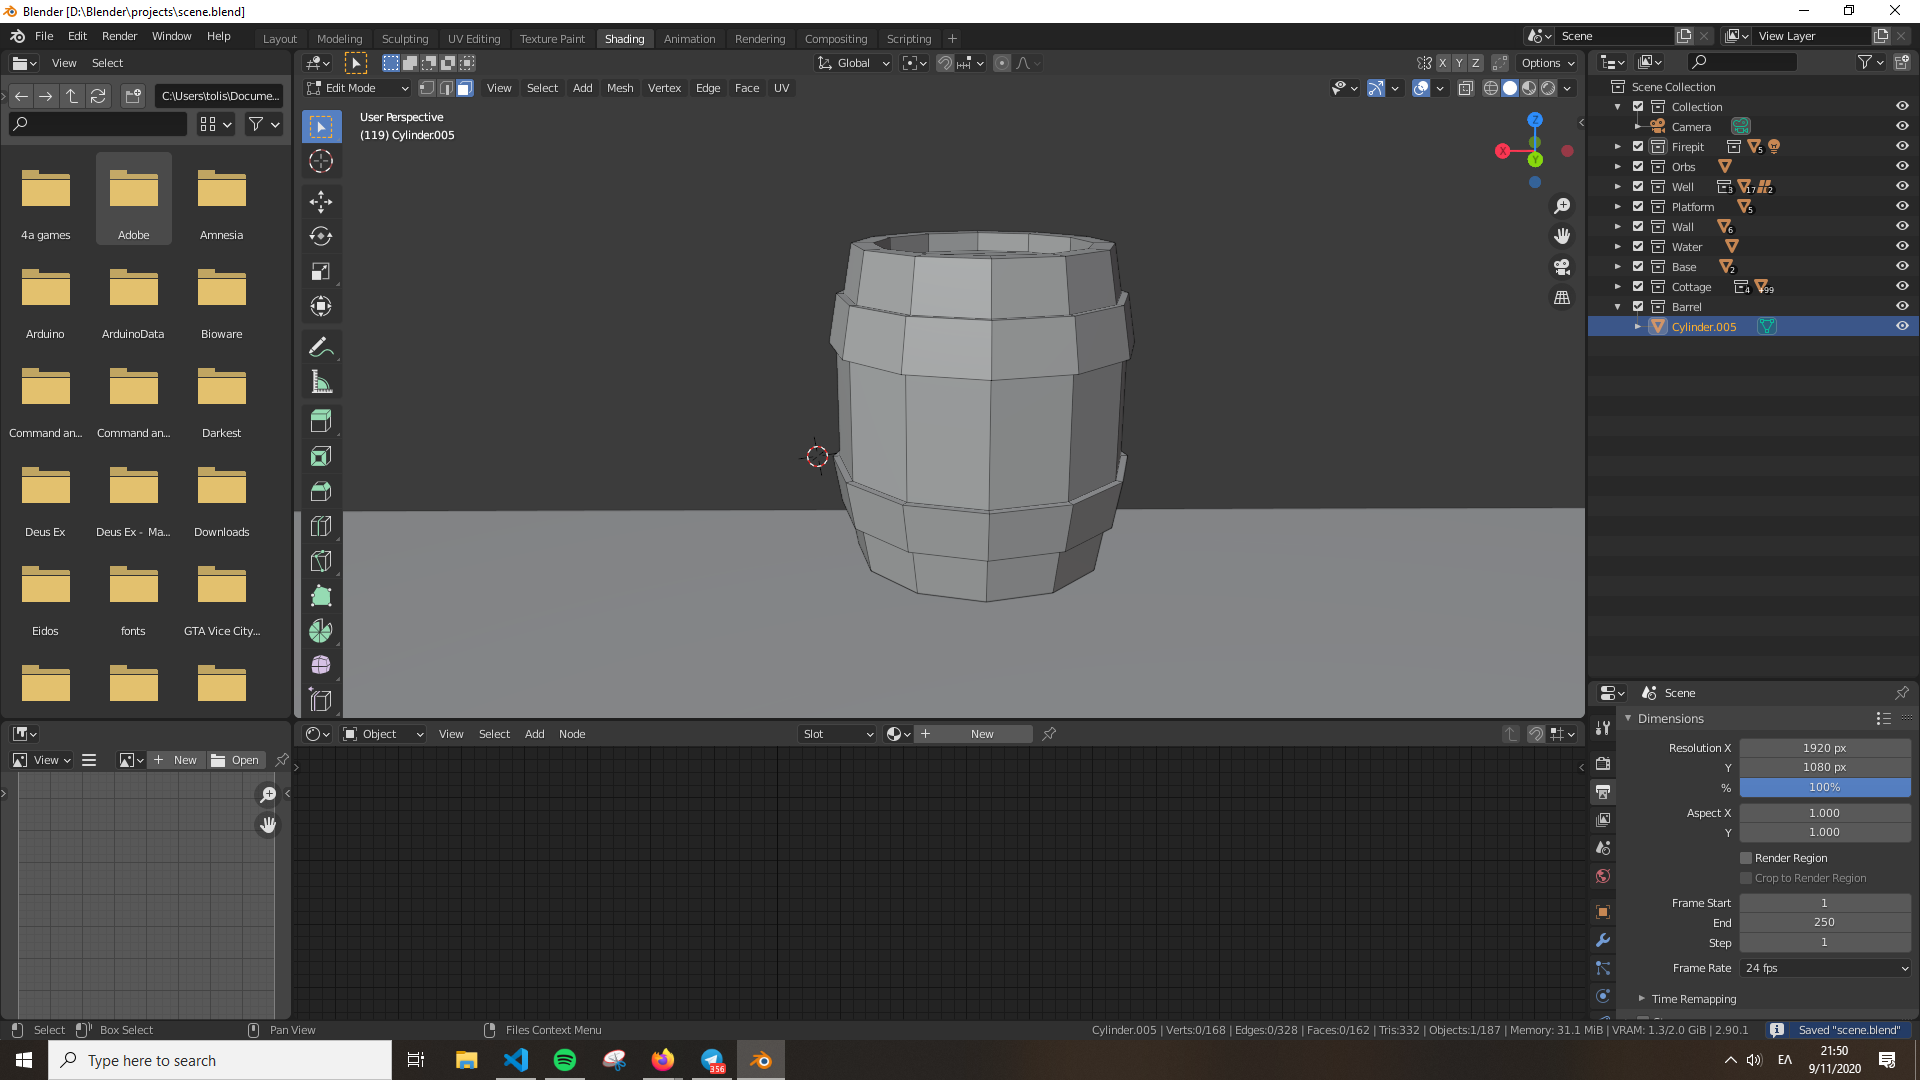 Blender [D:\Blender\projects\scene.blend]
File Edit Render Window Help
Layout Modeling Sculpting UV Editing Texture Paint Shading Animation Rendering Compositing Scripting
Scene
View Layer
View Select
Global
X Y Z
Options
C:\Users\tolis\Docume...
Edit Mode
View Select Add Mesh Vertex Edge Face UV
User Perspective
(119) Cylinder.005
Z
X
Y
4a games Adobe Amnesia
Arduino ArduinoData Bioware
Command an... Command an... Darkest
Deus Ex Deus Ex - Ma... Downloads
Eidos fonts GTA Vice City...
Scene Collection
Collection
Camera
Firepit 5
Orbs
Well 3 17 2
Platform 5
Wall 6
Water
Base 2
Cottage 4 +99
Barrel
Cylinder.005
Scene
Dimensions
Resolution X 1920 px
Y 1080 px
% 100%
Aspect X 1.000
Y 1.000
Render Region
Crop to Render Region
Frame Start 1
End 250
Step 1
Frame Rate 24 fps
Time Remapping
View New Open
Object View Select Add Node Slot New
Select Box Select Pan View Files Context Menu
Cylinder.005 | Verts:0/168 | Edges:0/328 | Faces:0/162 | Tris:332 | Objects:1/187 | Memory: 31.1 MiB | VRAM: 1.3/2.0 GiB | 2.90.1
Saved "scene.blend"
Type here to search
356
ΕΛ
21:50
9/11/2020